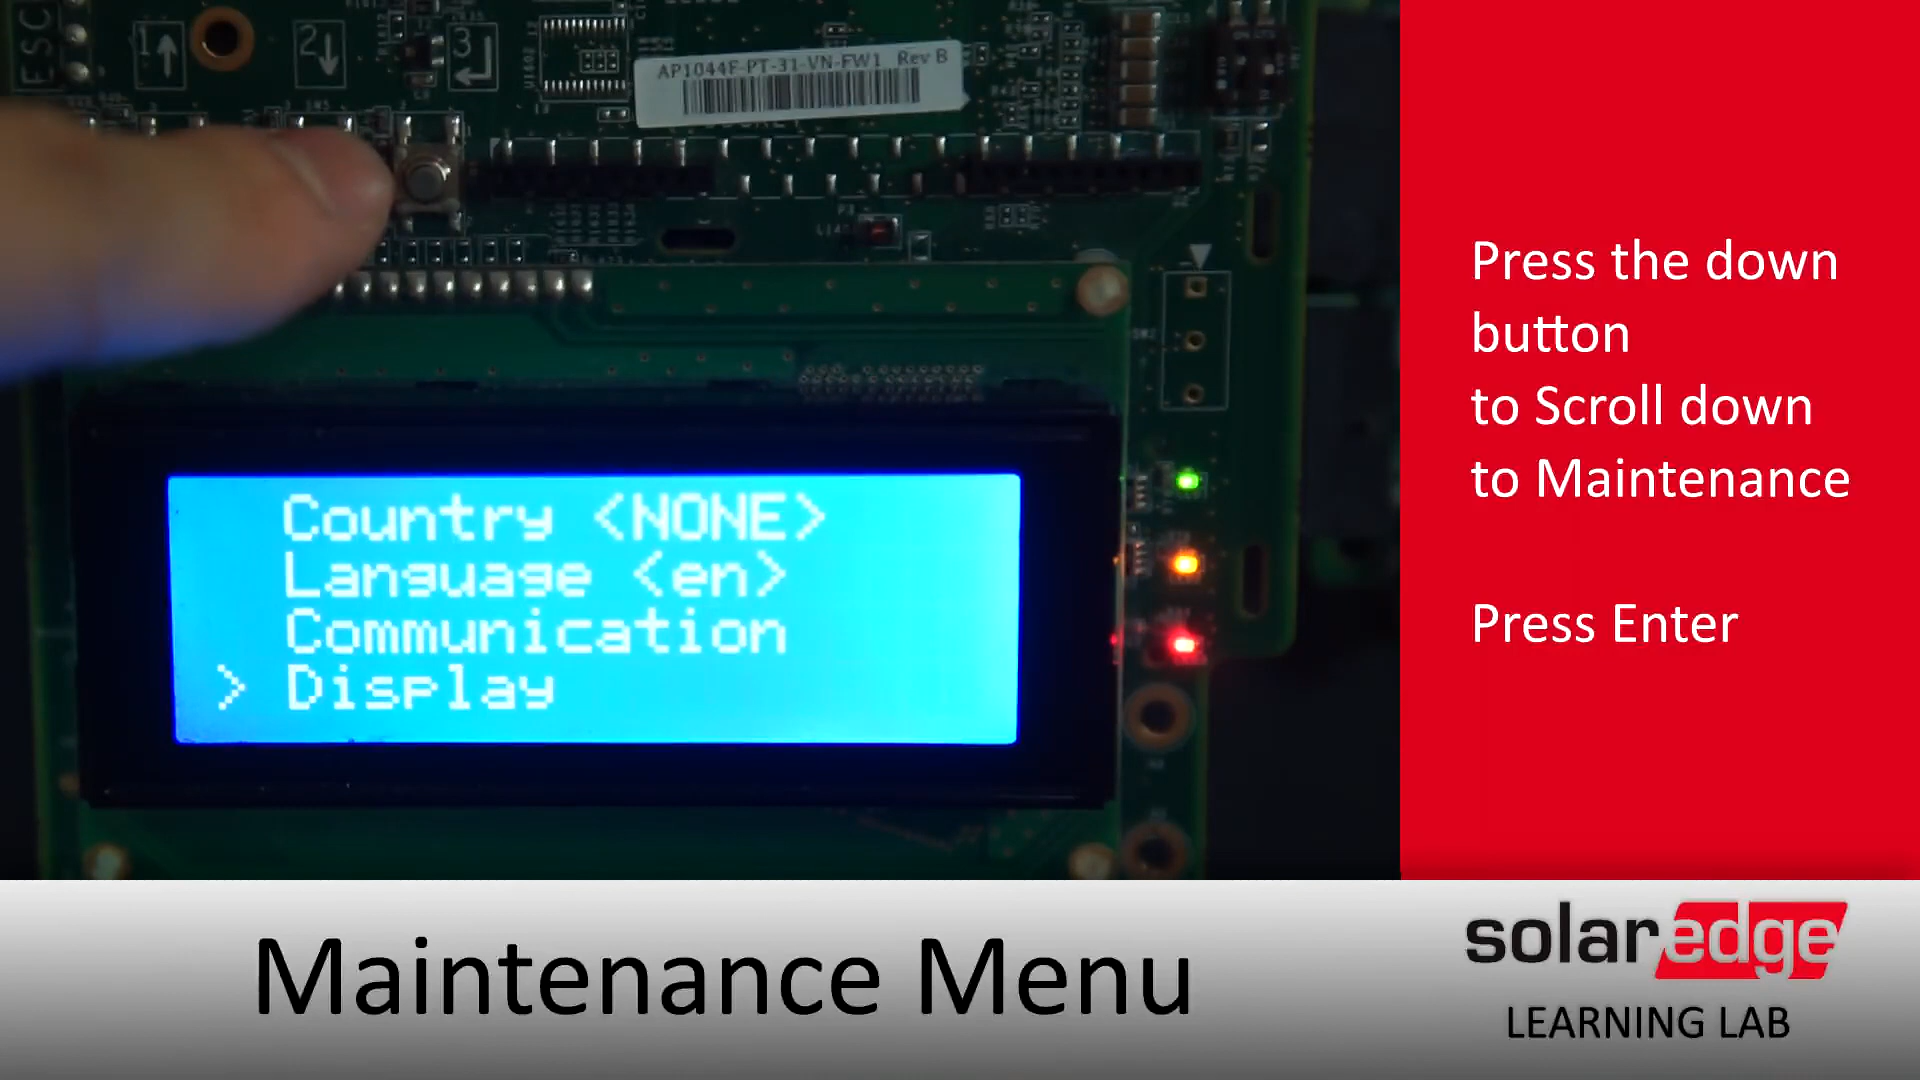 ESC
1
2
3
AP1044F-PT-31-VN-FW1 Rev B
Country <NONE>
Language <en>
Communication
> Display
Press the down
button
to Scroll down
to Maintenance
Press Enter
Maintenance Menu
solaredge
LEARNING LAB